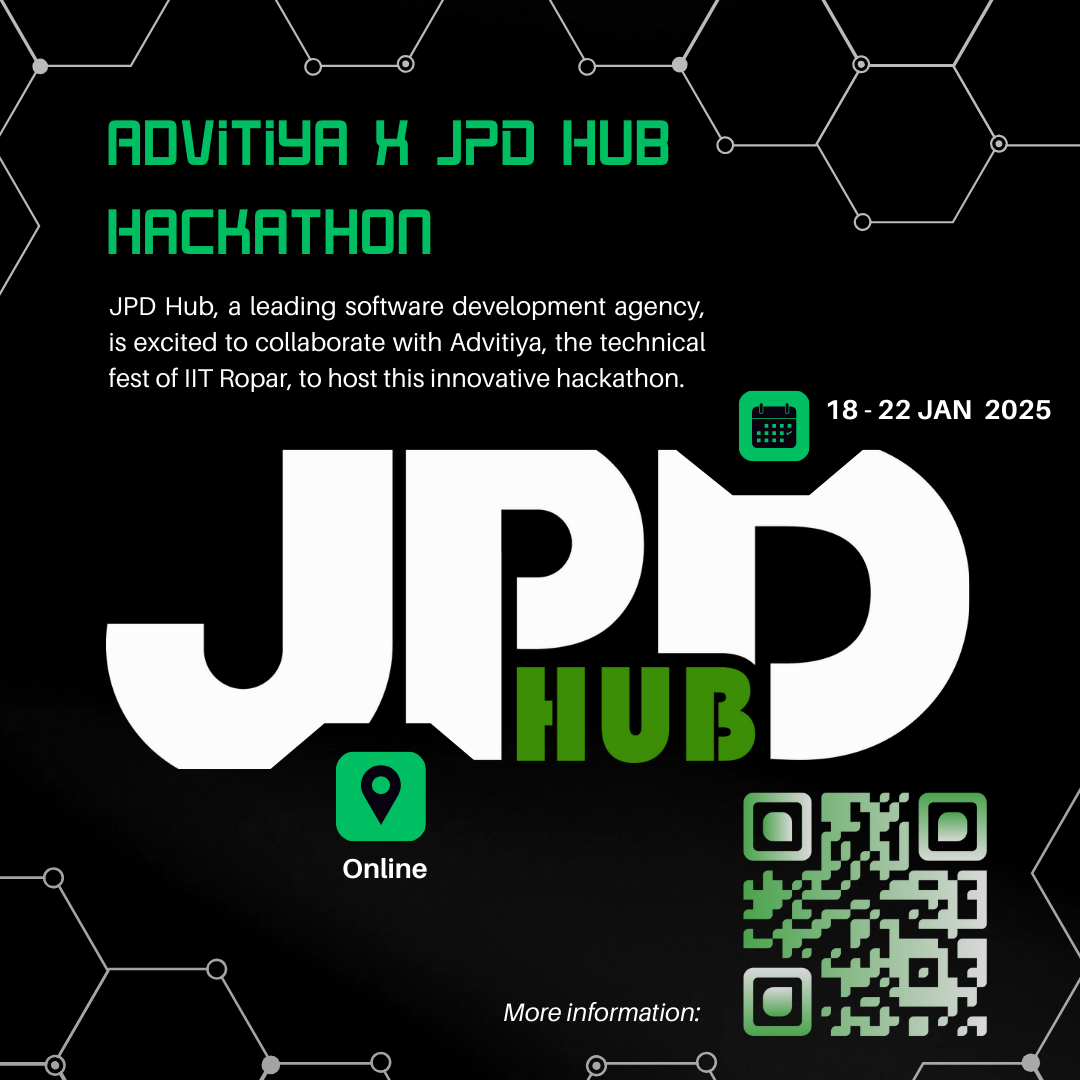 ADViTiYA X JPD HUB
HACKATHON
JPD Hub, a leading software development agency,
is excited to collaborate with Advitiya, the technical
fest of IIT Ropar, to host this innovative hackathon.
18 - 22 JAN 2025
JPD
HUB
Online
More information: